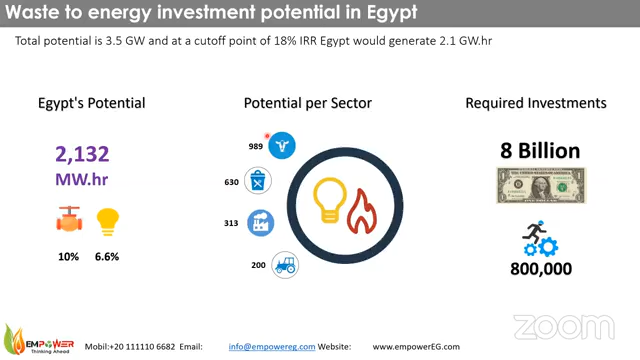 Waste to energy investment potential in Egypt
Total potential is 3.5 GW and at a cutoff point of 18% IRR Egypt would generate 2.1 GW.hr
Egypt's Potential
2,132
MW.hr
10% 6.6%
Potential per Sector
989
630
313
200
Required Investments
8 Billion
800,000
EMPOWER
Thinking Ahead
Mobil:+20 111110 6682 Email: info@empowereg.com Website: www.empowerEG.com
zoom